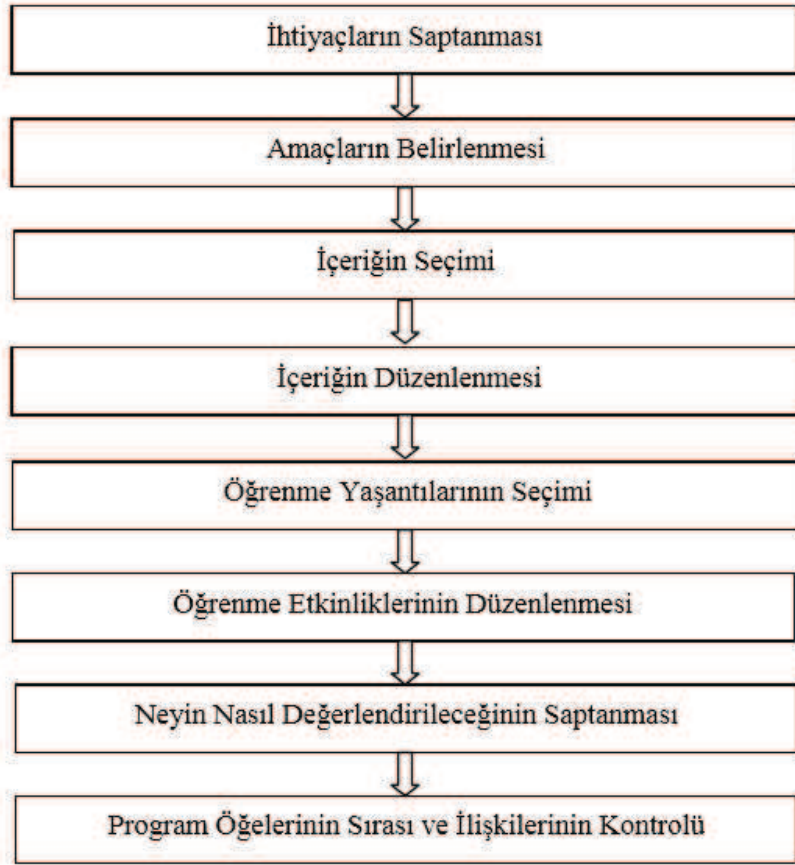 İhtiyaçların Saptanması
Amaçların Belirlenmesi
İçeriğin Seçimi
İçeriğin Düzenlenmesi
Öğrenme Yaşantılarının Seçimi
Öğrenme Etkinliklerinin Düzenlenmesi
Neyin Nasıl Değerlendirileceğinin Saptanması
Program Öğelerinin Sırası ve İlişkilerinin Kontrolü